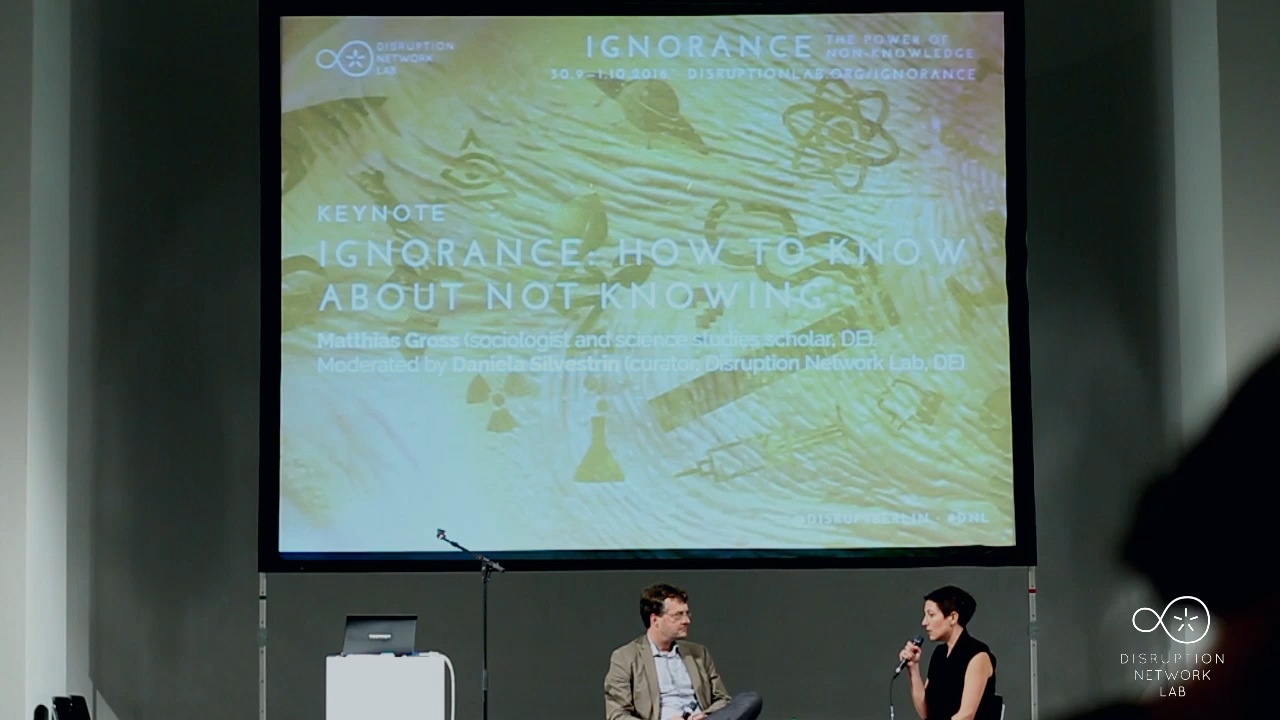 DISRUPTION
NETWORK
LAB
IGNORANCE THE POWER OF
NON-KNOWLEDGE
30.9–1.10.2016 DISRUPTIONLAB.ORG/IGNORANCE
KEYNOTE
IGNORANCE: HOW TO KNOW
ABOUT NOT KNOWING
Matthias Gross (sociologist and science studies scholar, DE).
Moderated by Daniela Silvestrin (curator, Disruption Network Lab, DE)
@DISRUPTBERLIN · #DNL
DISRUPTION
NETWORK
LAB